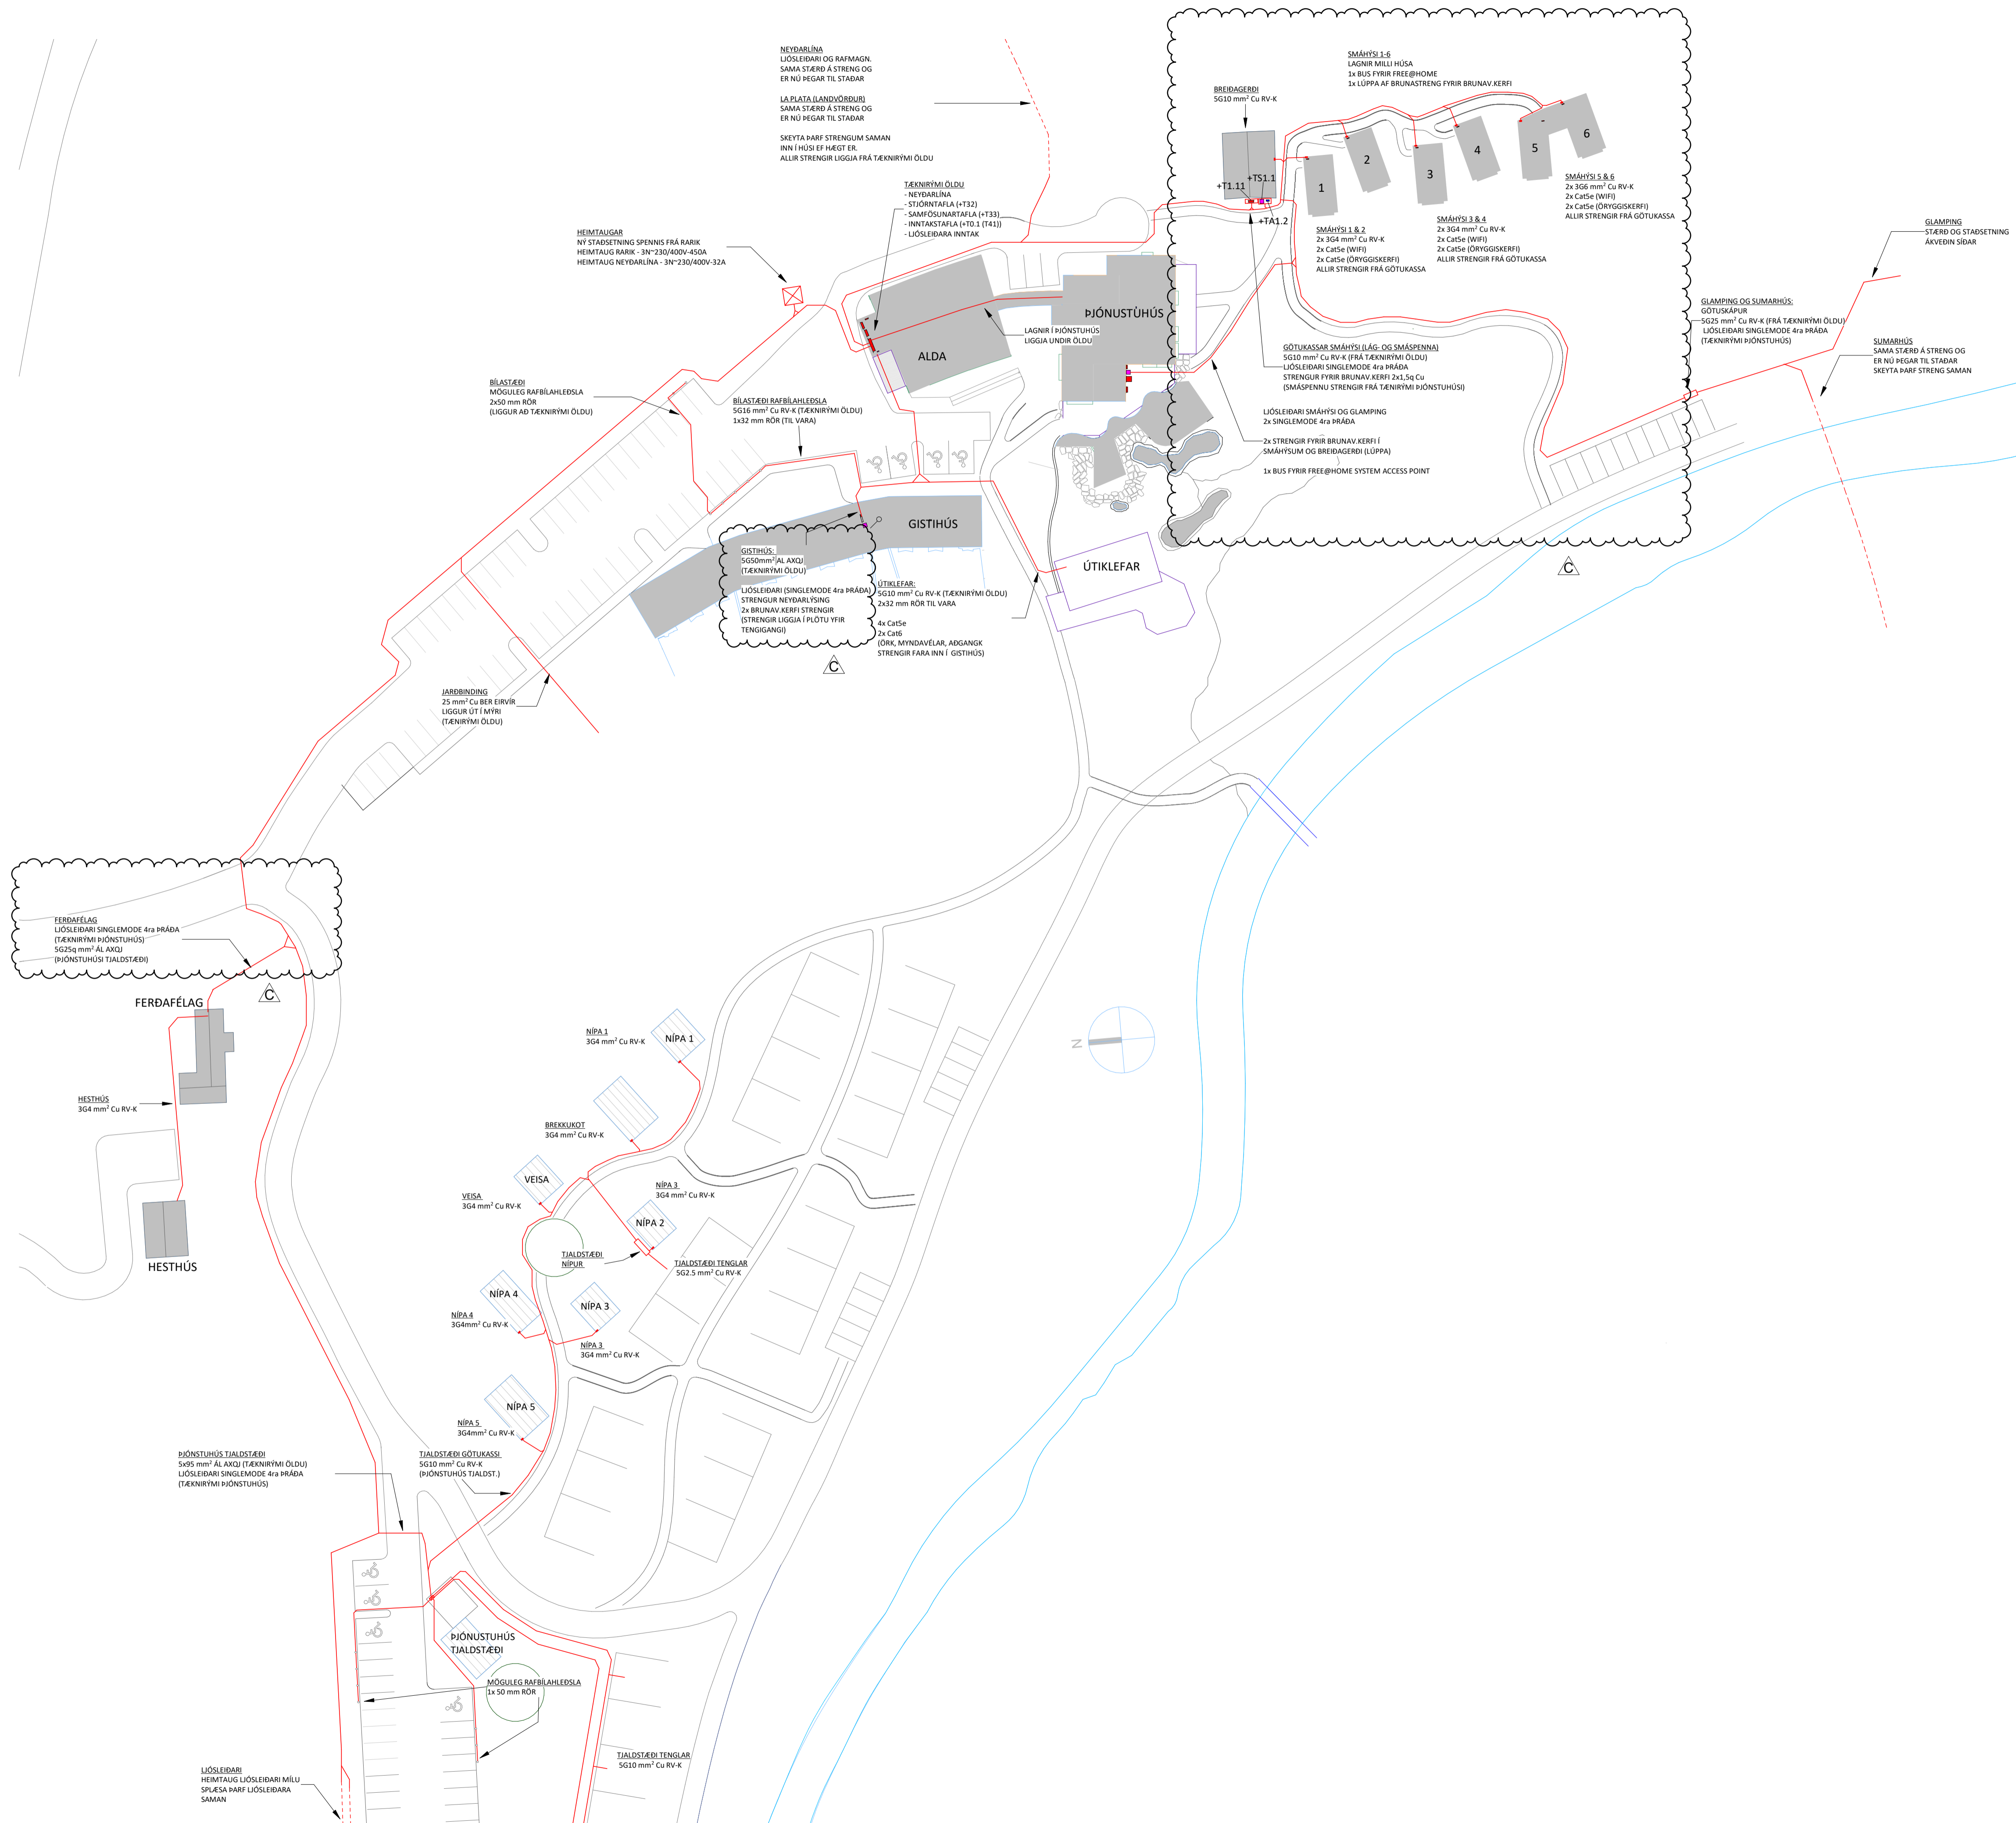 NEYÐARLÍNA
LJÓSLEIÐARI OG RAFMAGN.
SAMA STÆRÐ Á STRENG OG
ER NÚ ÞEGAR TIL STAÐAR
LA PLATA (LANDVÖRÐUR)
SAMA STÆRÐ Á STRENG OG
ER NÚ ÞEGAR TIL STAÐAR
SKEYTA ÞARF STRENGUM SAMAN
INN Í HÚSI EF HÆGT ER.
ALLIR STRENGIR LIGGJA FRÁ TÆKNIRÝMI ÖLDU
SMÁHÝSI 1-6
LAGNIR MILLI HÚSA
1x BUS FYRIR FREE@HOME
1x LÚPPA AF BRUNASTRENG FYRIR BRUNAV.KERFI
BREIÐAGERÐI
5G10 mm² Cu RV-K
1
2
3
4
5
6
+TS1.1
+T1.11
+TA1.2
SMÁHÝSI 5 & 6
2x 3G6 mm² Cu RV-K
2x Cat5e (WIFI)
2x Cat5e (ÖRYGGISKERFI)
ALLIR STRENGIR FRÁ GÖTUKASSA
SMÁHÝSI 3 & 4
2x 3G4 mm² Cu RV-K
2x Cat5e (WIFI)
2x Cat5e (ÖRYGGISKERFI)
ALLIR STRENGIR FRÁ GÖTUKASSA
SMÁHÝSI 1 & 2
2x 3G4 mm² Cu RV-K
2x Cat5e (WIFI)
2x Cat5e (ÖRYGGISKERFI)
ALLIR STRENGIR FRÁ GÖTUKASSA
TÆKNIRÝMI ÖLDU
- NEYÐARLÍNA
- STJÓRNTAFLA (+T32)
- SAMFÖSUNARTAFLA (+T33)
- INNTAKSTAFLA (+T0.1 (T41))
- LJÓSLEIÐARA INNTAK
HEIMTAUGAR
NÝ STAÐSETNING SPENNIS FRÁ RARIK
HEIMTAUG RARIK - 3N~230/400V-450A
HEIMTAUG NEYÐARLÍNA - 3N~230/400V-32A
GLAMPING
STÆRÐ OG STAÐSETNING
ÁKVEÐIN SÍÐAR
GLAMPING OG SUMARHÚS:
GÖTUSKÁPUR
5G25 mm² Cu RV-K (FRÁ TÆKNIRÝMI ÖLDU)
LJÓSLEIÐARI SINGLEMODE 4ra ÞRÁÐA
(TÆKNIRÝMI ÞJÓNSTUHÚS)
SUMARHÚS
SAMA STÆRÐ Á STRENG OG
ER NÚ ÞEGAR TIL STAÐAR
SKEYTA ÞARF STRENG SAMAN
ÞJÓNUSTÙHÚS
LAGNIR Í ÞJÓNSTUHÚS
LIGGJA UNDIR ÖLDU
ALDA
GÖTUKASSAR SMÁHÝSI (LÁG- OG SMÁSPENNA)
5G10 mm² Cu RV-K (FRÁ TÆKNIRÝMI ÖLDU)
LJÓSLEIÐARI SINGLEMODE 4ra ÞRÁÐA
STRENGUR FYRIR BRUNAV.KERFI 2x1,5q Cu
(SMÁSPENNU STRENGIR FRÁ TÆNIRÝMI ÞJÓNSTUHÚSI)
LJÓSLEIÐARI SMÁHÝSI OG GLAMPING
2x SINGLEMODE 4ra ÞRÁÐA
2x STRENGIR FYRIR BRUNAV.KERFI Í
SMÁHÝSUM OG BREIÐAGERÐI (LÚPPA)
1x BUS FYRIR FREE@HOME SYSTEM ACCESS POINT
BÍLASTÆÐI
MÖGULEG RAFBÍLAHLEÐSLA
2x50 mm RÖR
(LIGGUR AÐ TÆKNIRÝMI ÖLDU)
BÍLASTÆÐI RAFBÍLAHLEÐSLA
5G16 mm² Cu RV-K (TÆKNIRÝMI ÖLDU)
1x32 mm RÖR (TIL VARA)
GISTIHÚS
GISTIHÚS:
5G50mm² AL AXQJ
(TÆKNIRÝMI ÖLDU)
LJÓSLEIÐARI (SINGLEMODE 4ra ÞRÁÐA)
STRENGUR NEYÐARLÝSING
2x BRUNAV.KERFI STRENGIR
(STRENGIR LIGGJA Í PLÖTU YFIR
TENGIGANGI)
C
ÚTIKLEFAR:
5G10 mm² Cu RV-K (TÆKNIRÝMI ÖLDU)
2x32 mm RÖR TIL VARA
4x Cat5e
2x Cat6
(ÖRK, MYNDAVÉLAR, AÐGANGK
STRENGIR FARA INN Í GISTIHÚS)
ÚTIKLEFAR
C
JARÐBINDING
25 mm² Cu BER EIRVÍR
LIGGUR ÚT Í MÝRI
(TÆNIRÝMI ÖLDU)
FERÐAFÉLAG
LJÓSLEIÐARI SINGLEMODE 4ra ÞRÁÐA
(TÆKNIRÝMI ÞJÓNSTUHÚS)
5G25q mm² ÁL AXQJ
(ÞJÓNSTUHÚSI TJALDSTÆÐI)
C
FERÐAFÉLAG
HESTHÚS
3G4 mm² Cu RV-K
HESTHÚS
N
NÍPA 1
3G4 mm² Cu RV-K
NÍPA 1
BREKKUKOT
3G4 mm² Cu RV-K
VEISA
VEISA
3G4 mm² Cu RV-K
NÍPA 3
3G4 mm² Cu RV-K
NÍPA 2
TJALDSTÆÐI
NÍPUR
TJALDSTÆÐI TENGLAR
5G2.5 mm² Cu RV-K
NÍPA 4
NÍPA 4
3G4mm² Cu RV-K
NÍPA 3
NÍPA 3
3G4 mm² Cu RV-K
NÍPA 5
NÍPA 5
3G4mm² Cu RV-K
ÞJÓNSTUHÚS TJALDSTÆÐI
5x95 mm² ÁL AXQJ (TÆKNIRÝMI ÖLDU)
LJÓSLEIÐARI SINGLEMODE 4ra ÞRÁÐA
(TÆKNIRÝMI ÞJÓNSTUHÚS)
TJALDSTÆÐI GÖTUKASSI
5G10 mm² Cu RV-K
(ÞJÓNSTUHÚS TJALDST.)
ÞJÓNUSTUHÚS
TJALDSTÆÐI
MÖGULEG RAFBÍLAHLEÐSLA
1x 50 mm RÖR
TJALDSTÆÐI TENGLAR
5G10 mm² Cu RV-K
LJÓSLEIÐARI
HEIMTAUG LJÓSLEIÐARI MÍLU
SPLÆSA ÞARF LJÓSLEIÐARA
SAMAN